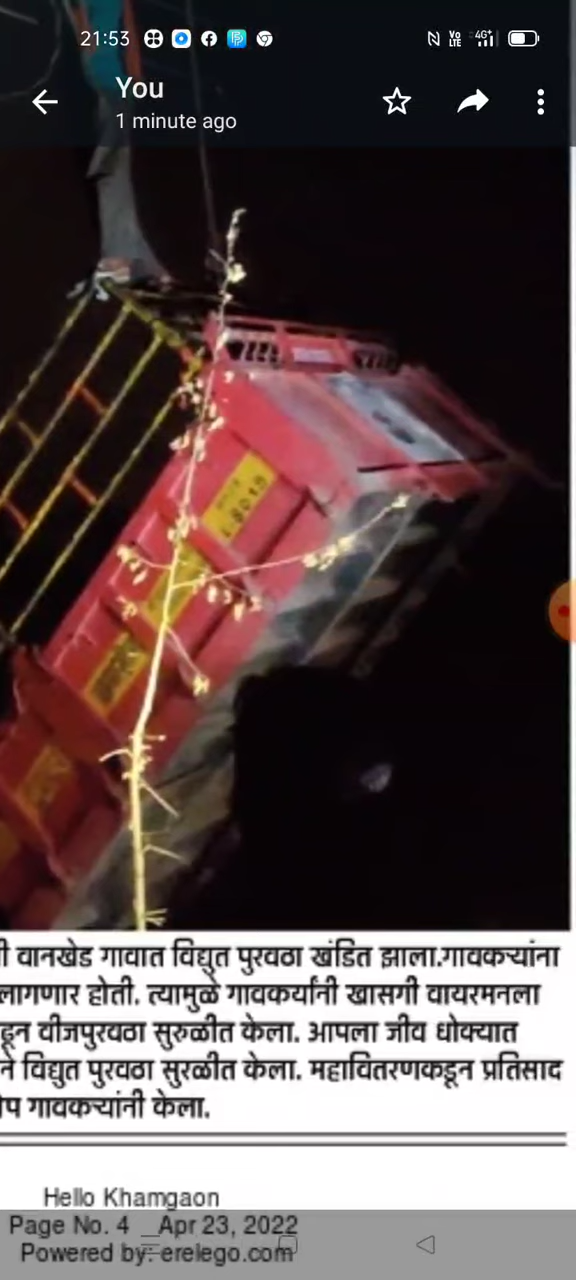 21:53
You
1 minute ago
वानखेड गावात विद्युत पुरवठा खंडित झाला.गावकऱ्यांना
लागणार होती. त्यामुळे गावकर्यांनी खासगी वायरमनला
वीजपुरवठा सुरुळीत केला. आपला जीव धोक्यात
ने विद्युत पुरवठा सुरळीत केला. महावितरणकडून प्रतिसाद
गावकऱ्यांनी केला.
Hello Khamgaon
Page No. 4 Apr 23, 2022
Powered by: erelego.com